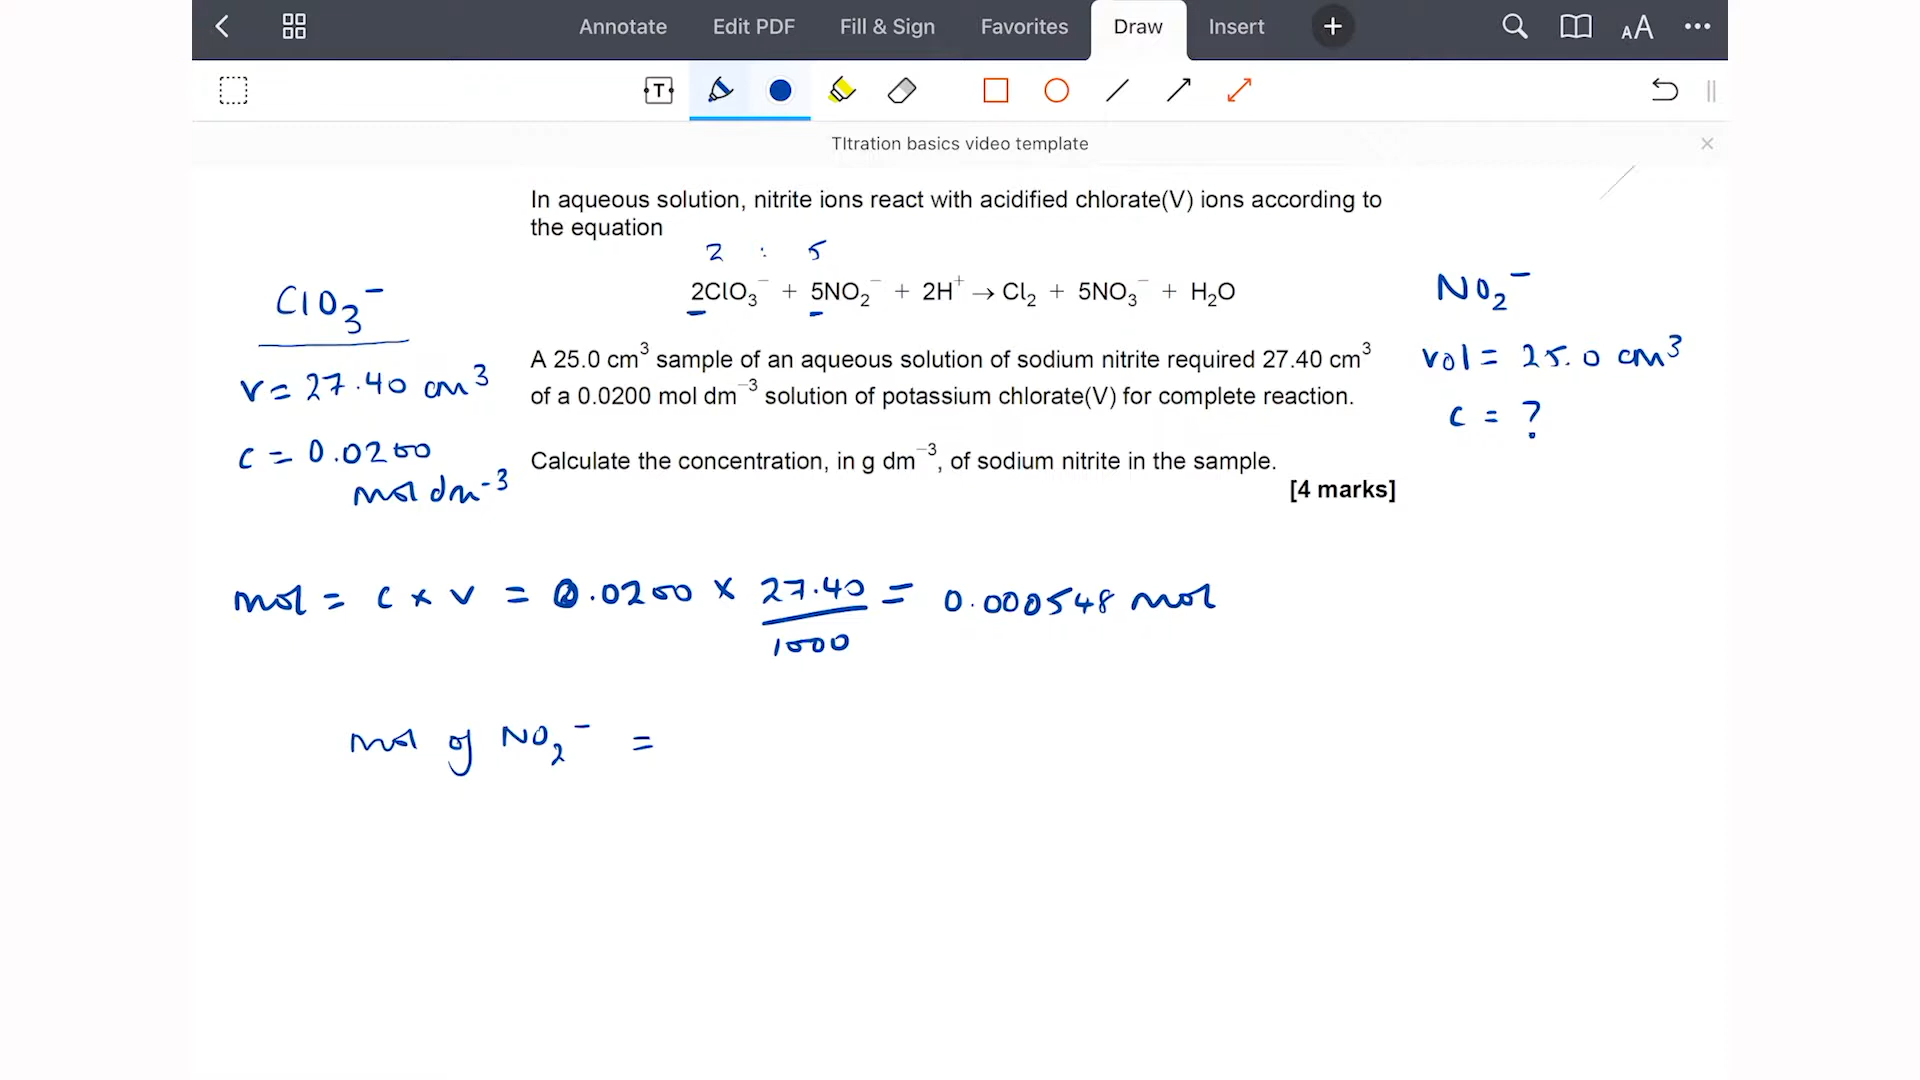 Annotate Edit PDF Fill & Sign Favorites Draw Insert
TItration basics video template
In aqueous solution, nitrite ions react with acidified chlorate(V) ions according to
the equation
2 : 5
2ClO₃⁻ + 5NO₂⁻ + 2H⁺ → Cl₂ + 5NO₃⁻ + H₂O
A 25.0 cm³ sample of an aqueous solution of sodium nitrite required 27.40 cm³
of a 0.0200 mol dm⁻³ solution of potassium chlorate(V) for complete reaction.
Calculate the concentration, in g dm⁻³, of sodium nitrite in the sample.
[4 marks]
ClO₃⁻
v = 27.40 cm³
c = 0.0200
mol dm⁻³
NO₂⁻
vol = 25.0 cm³
c = ?
mol = c × v = 0.0200 × 27.40 = 0.000548 mol
1000
mol of NO₂⁻ =